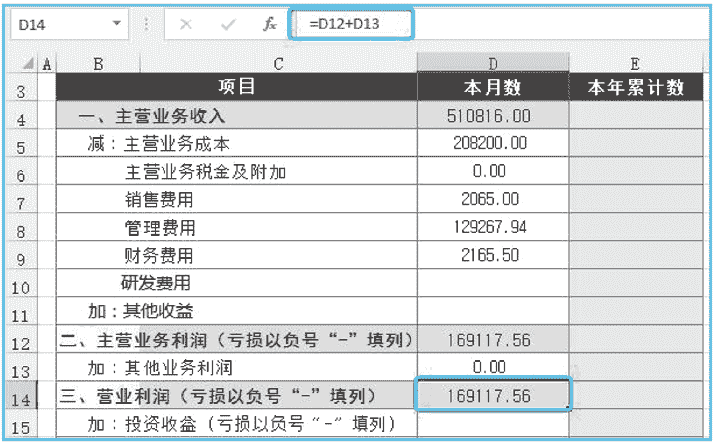 D14 fx =D12+D13
A B C D E
3 项目 本月数 本年累计数
4 一、主营业务收入 510816.00
5 减：主营业务成本 208200.00
6 主营业务税金及附加 0.00
7 销售费用 2065.00
8 管理费用 129267.94
9 财务费用 2165.50
10 研发费用
11 加：其他收益
12 二、主营业务利润（亏损以负号“-”填列） 169117.56
13 加：其他业务利润 0.00
14 三、营业利润（亏损以负号“-”填列） 169117.56
15 加：投资收益（亏损以负号“-”填列）